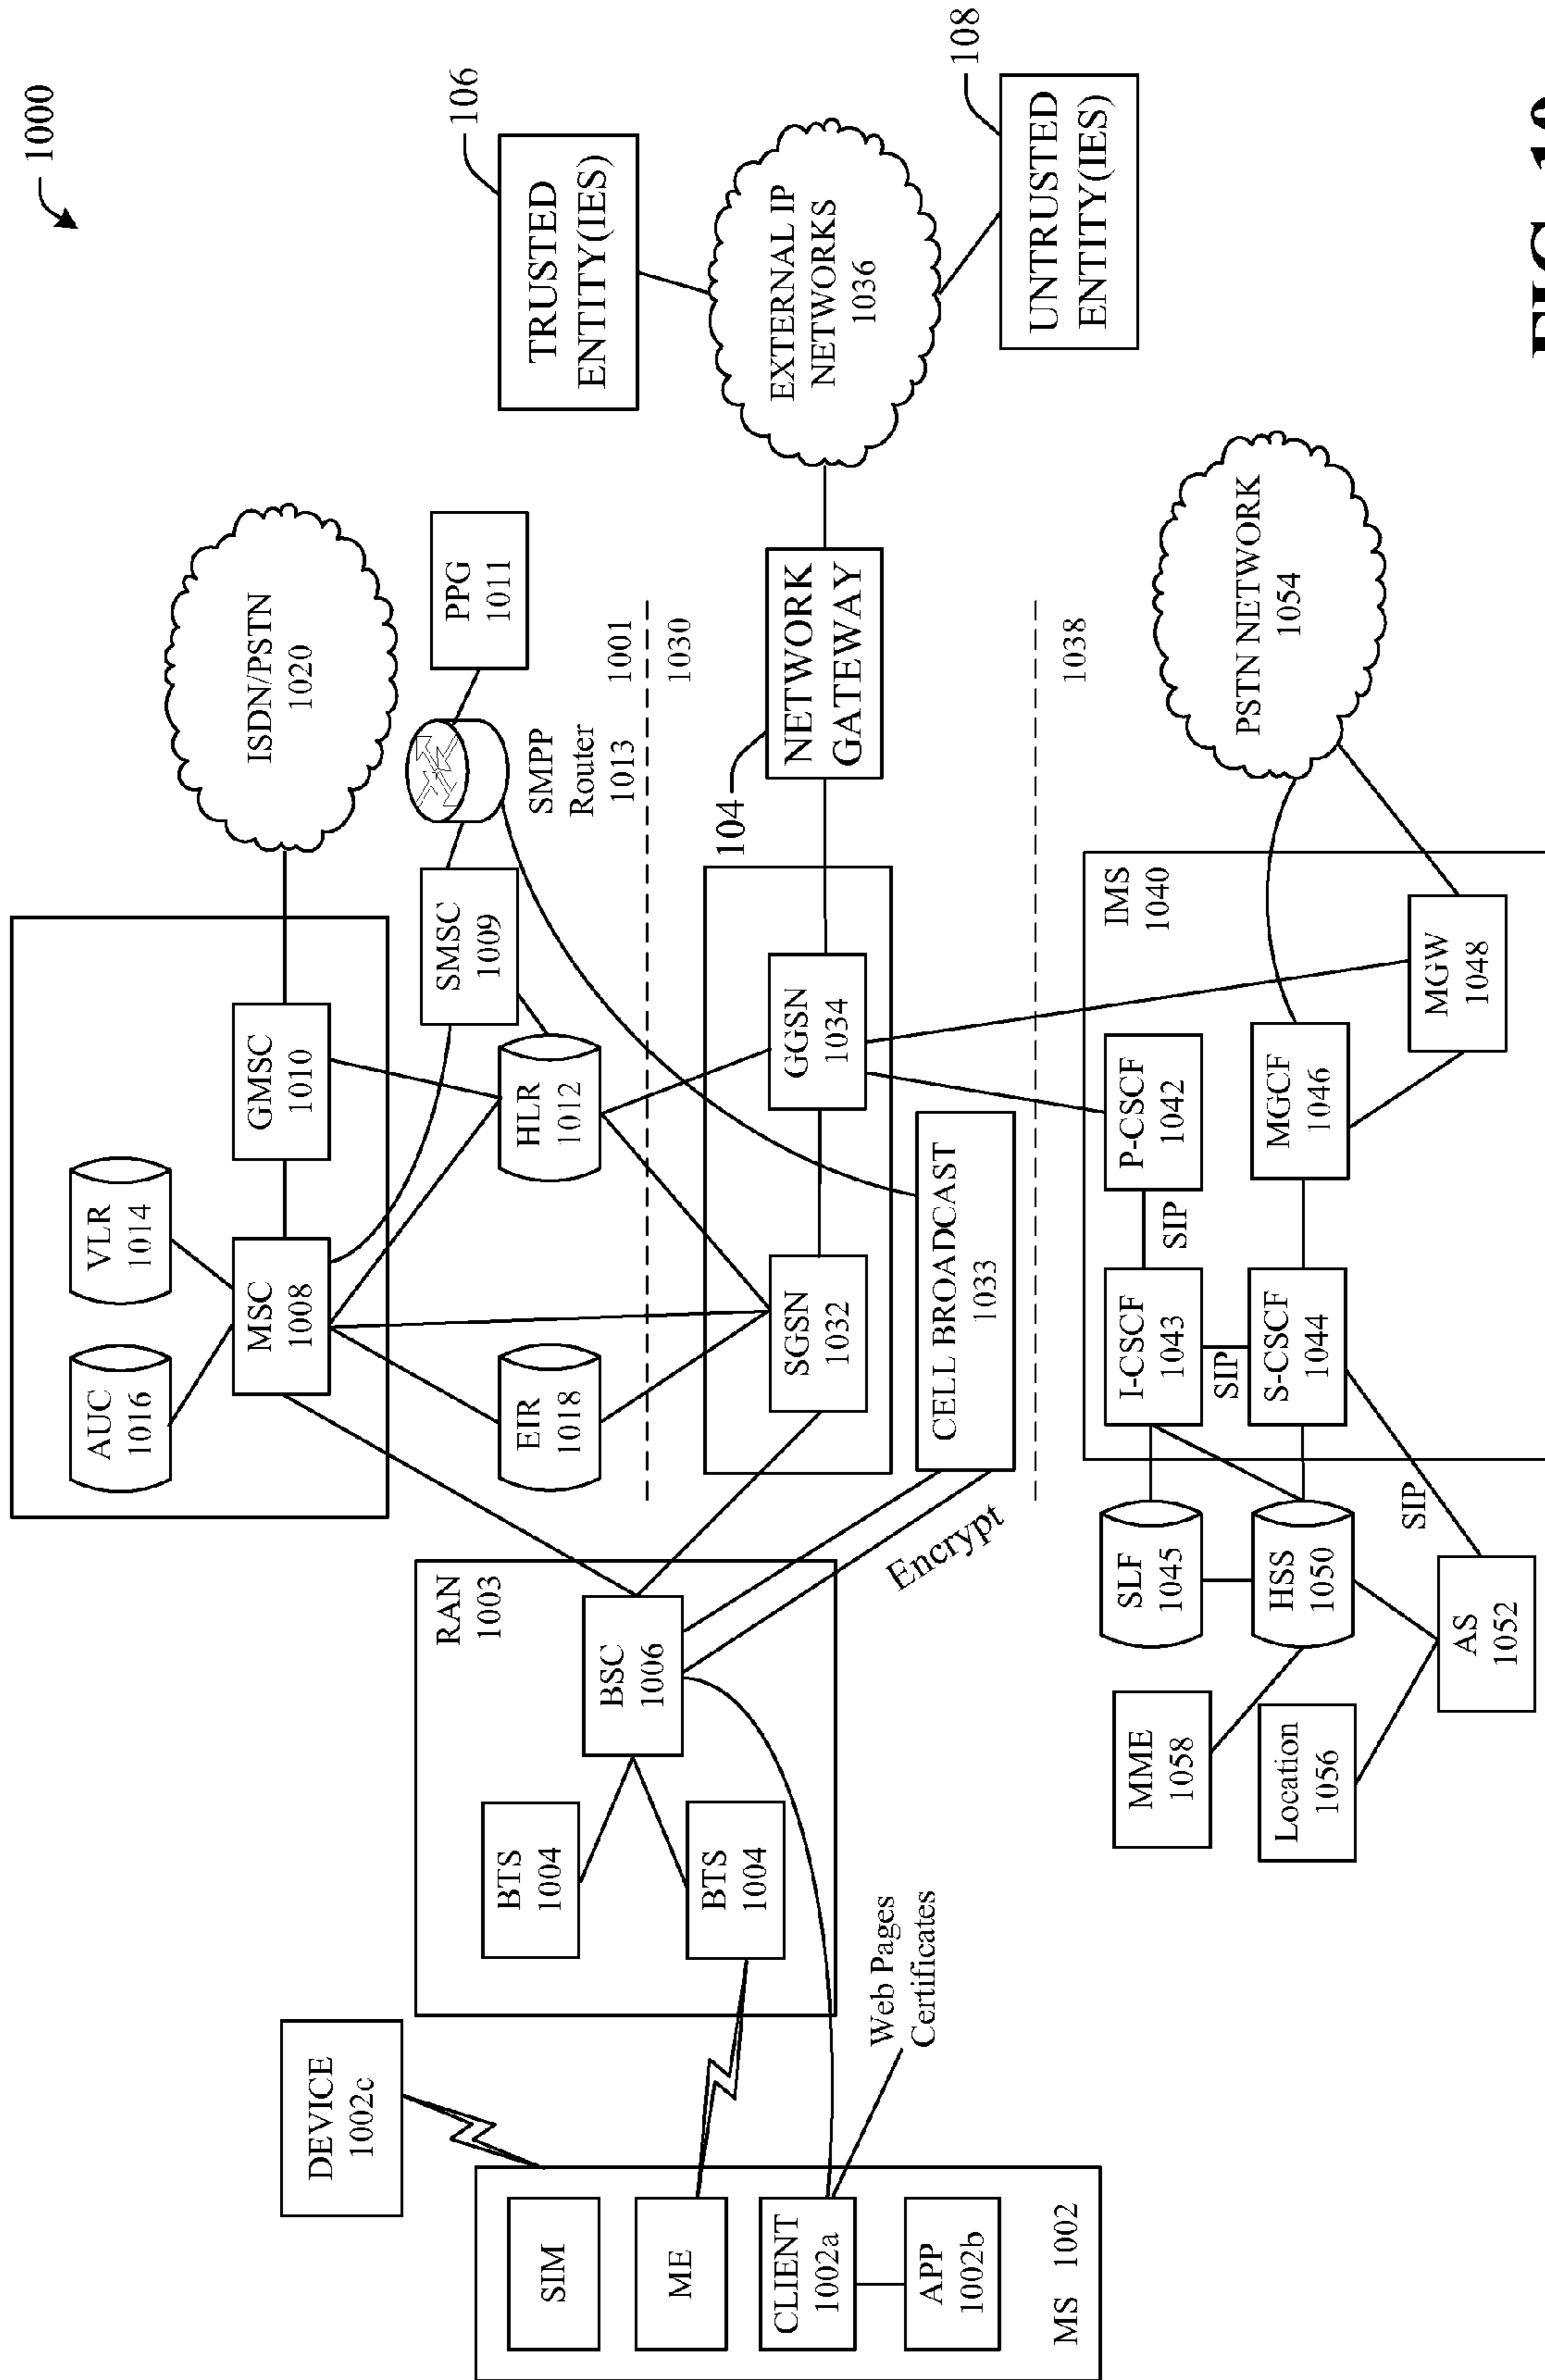 1000
AUC
1016
VLR
1014
MSC
1008
GMSC
1010
ISDN/PSTN
1020
DEVICE
1002c
RAN
1003
SMSC
1009
PPG
1011
SMPP
Router
1013
TRUSTED
ENTITY(IES)
106
SIM
BTS
1004
EIR
1018
HLR
1012
1001
1030
ME
BTS
1004
BSC
1006
SGSN
1032
GGSN
1034
104
NETWORK
GATEWAY
EXTERNAL IP
NETWORKS
1036
CLIENT
1002a
Web Pages
Certificates
Encrypt
CELL BROADCAST
1033
UNTRUSTED
ENTITY(IES)
108
APP
1002b
MS 1002
1038
MME
1058
SLF
1045
I-CSCF
1043
SIP
P-CSCF
1042
IMS
1040
SIP
Location
1056
HSS
1050
S-CSCF
1044
MGCF
1046
PSTN NETWORK
1054
SIP
AS
1052
MGW
1048
FIG. 10